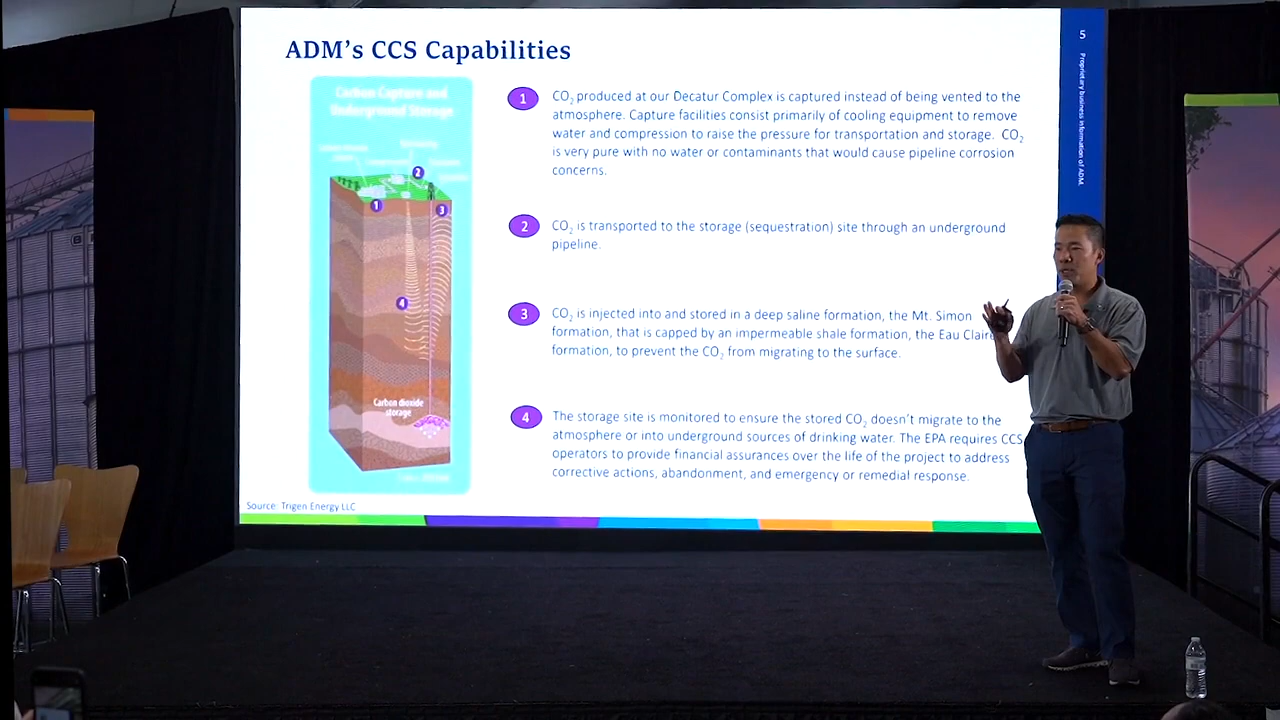 ADM's CCS Capabilities
5
Proprietary business information of ADM.
Carbon Capture and
Underground Storage
1
CO₂ produced at our Decatur Complex is captured instead of being vented to the
atmosphere. Capture facilities consist primarily of cooling equipment to remove
water and compression to raise the pressure for transportation and storage. CO₂
is very pure with no water or contaminants that would cause pipeline corrosion
concerns.
2
CO₂ is transported to the storage (sequestration) site through an underground
pipeline.
3
CO₂ is injected into and stored in a deep saline formation, the Mt. Simon
formation, that is capped by an impermeable shale formation, the Eau Claire
formation, to prevent the CO₂ from migrating to the surface.
4
The storage site is monitored to ensure the stored CO₂ doesn't migrate to the
atmosphere or into underground sources of drinking water. The EPA requires CCS
operators to provide financial assurances over the life of the project to address
corrective actions, abandonment, and emergency or remedial response.
2
1
3
4
Carbon dioxide
storage
Source: Trigen Energy LLC